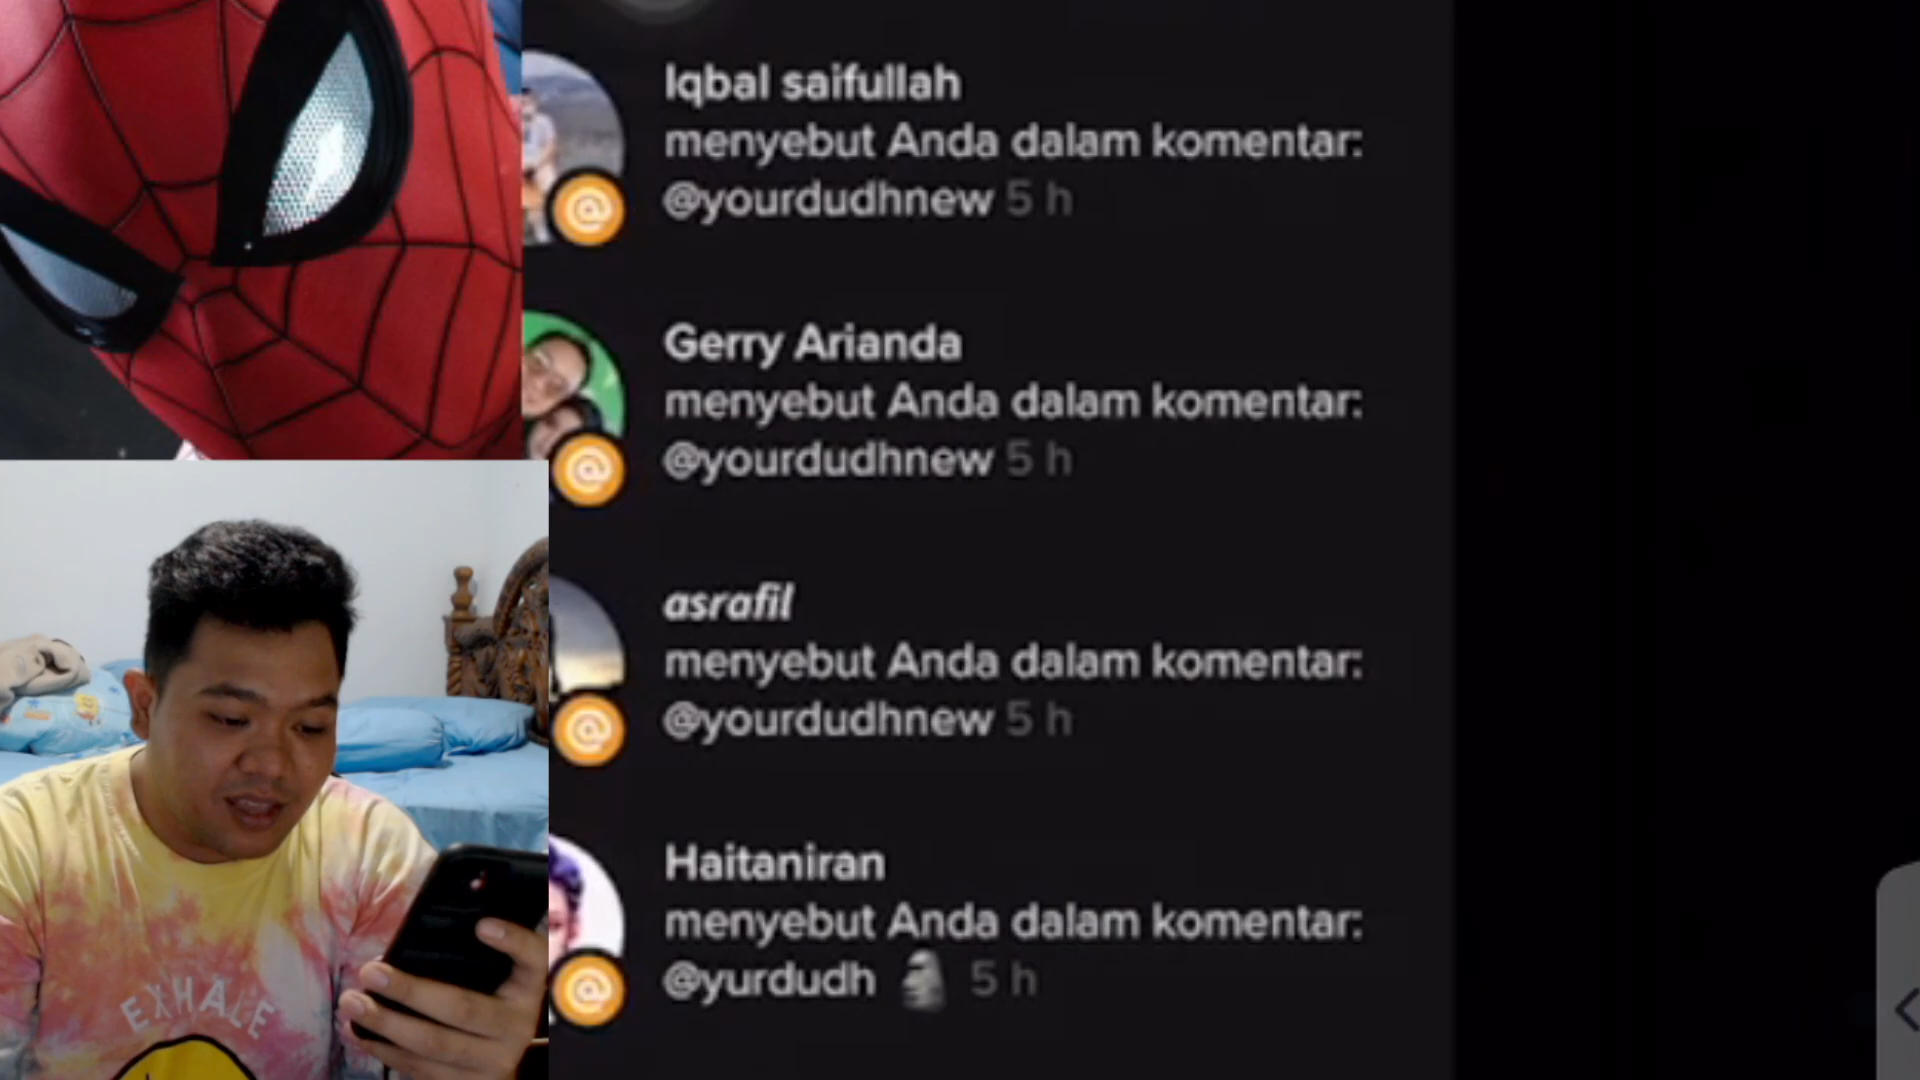 Iqbal saifullah
menyebut Anda dalam komentar:
@yourdudhnew 5 h
Gerry Arianda
menyebut Anda dalam komentar:
@yourdudhnew 5 h
asrafil
menyebut Anda dalam komentar:
@yourdudhnew 5 h
Haitaniran
menyebut Anda dalam komentar:
@yurdudh 🗿 5 h
EXHALE